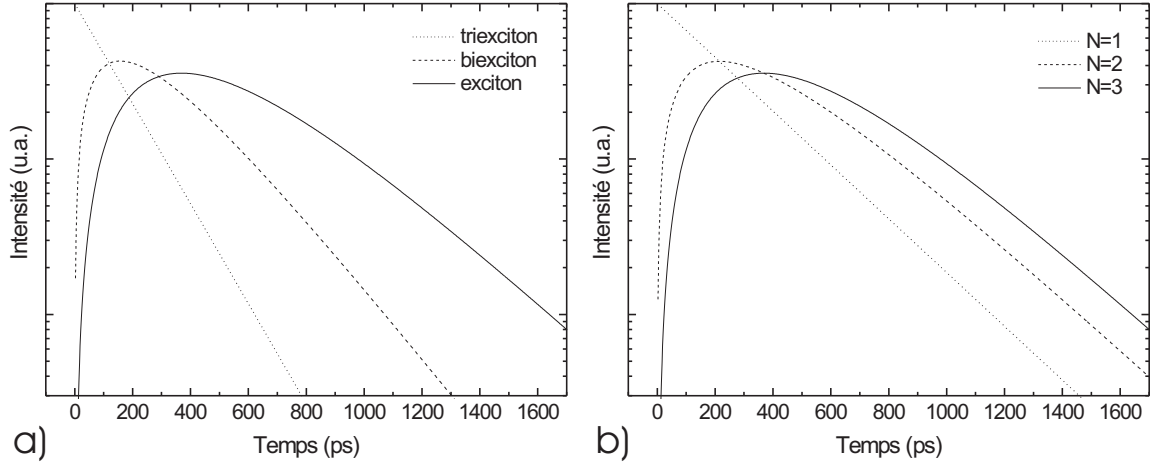 triexciton
biexciton
exciton
Intensité (u.a.)
0 200 400 600 800 1000 1200 1400 1600
Temps (ps)
a)
N=1
N=2
N=3
Intensité (u.a.)
0 200 400 600 800 1000 1200 1400 1600
Temps (ps)
b)